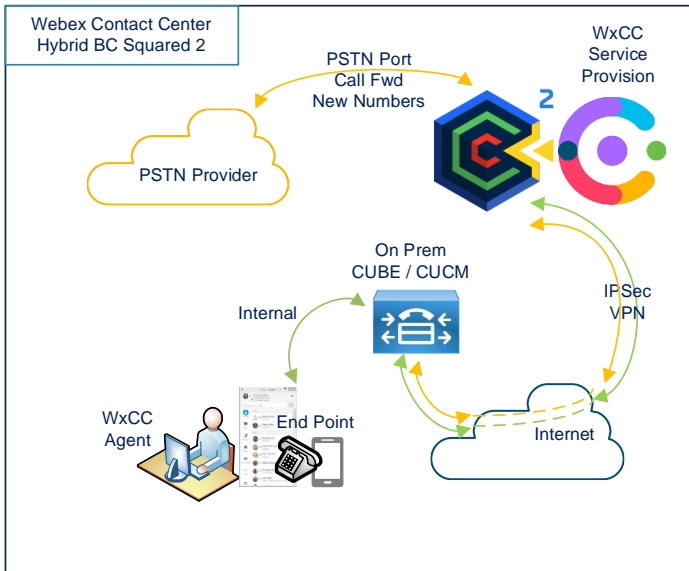 Webex Contact Center
Hybrid BC Squared 2
PSTN Port
Call Fwd
New Numbers
WxCC
Service
Provision
2
PSTN Provider
On Prem
CUBE / CUCM
IPSec
VPN
Internal
WxCC
Agent
End Point
Internet